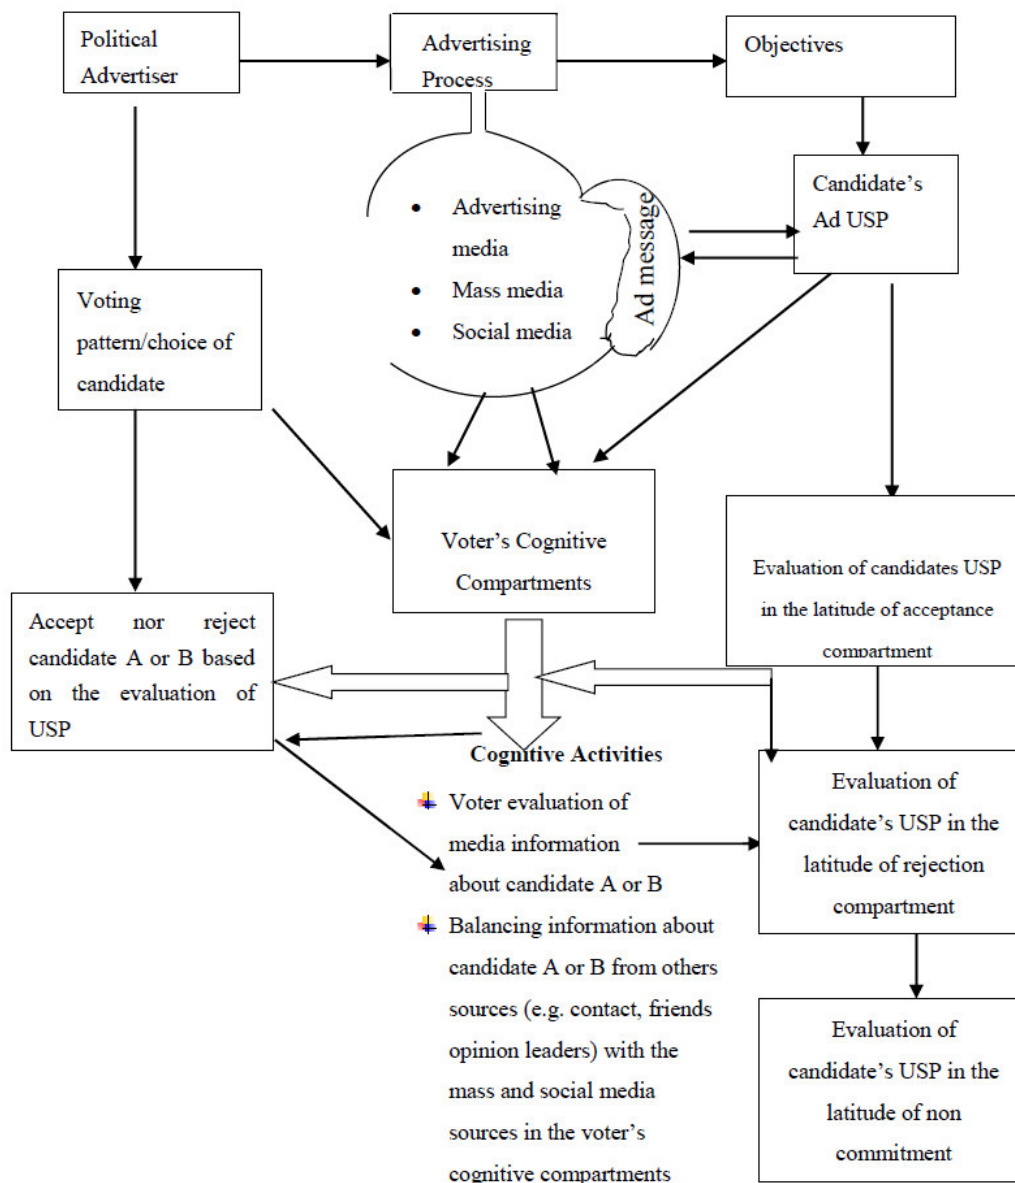 Political
Advertiser
Advertising
Process
Objectives
Candidate's
Ad USP
• Advertising
media
• Mass media
• Social media
Ad message
Voting
pattern/choice of
candidate
Voter's Cognitive
Compartments
Evaluation of candidates USP
in the latitude of acceptance
compartment
Accept nor reject
candidate A or B based
on the evaluation of
USP
Cognitive Activities
Voter evaluation of
media information
about candidate A or B
Balancing information about
candidate A or B from others
sources (e.g. contact, friends
opinion leaders) with the
mass and social media
sources in the voter's
cognitive compartments
Evaluation of
candidate's USP in the
latitude of rejection
compartment
Evaluation of
candidate's USP in the
latitude of non
commitment